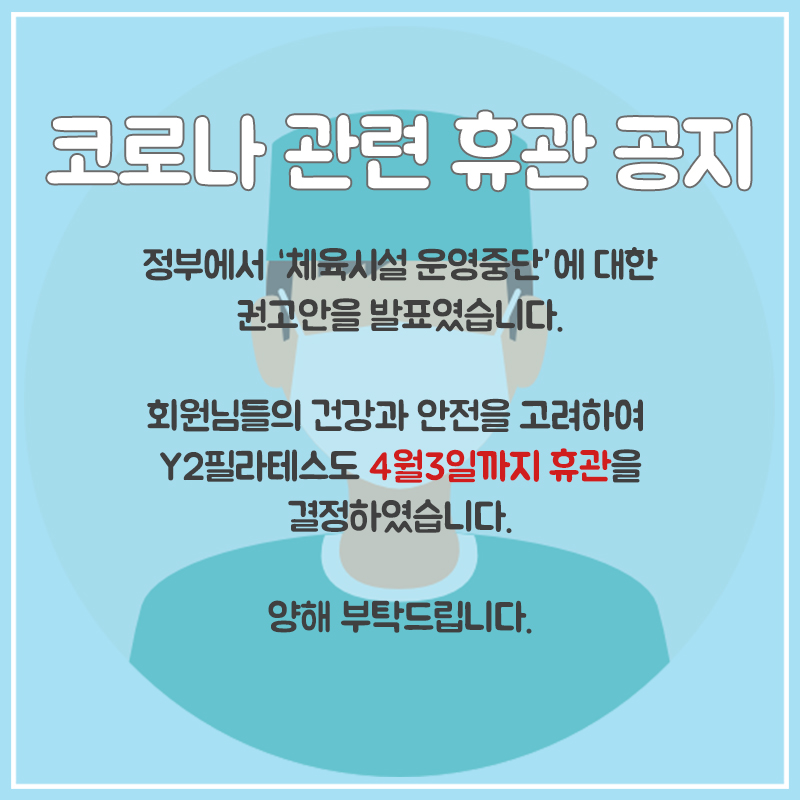 코로나 관련 휴관 공지
정부에서 '체육시설 운영중단'에 대한
권고안을 발표였습니다.
회원님들의 건강과 안전을 고려하여
Y2필라테스도 4월3일까지 휴관을
결정하였습니다.
양해 부탁드립니다.